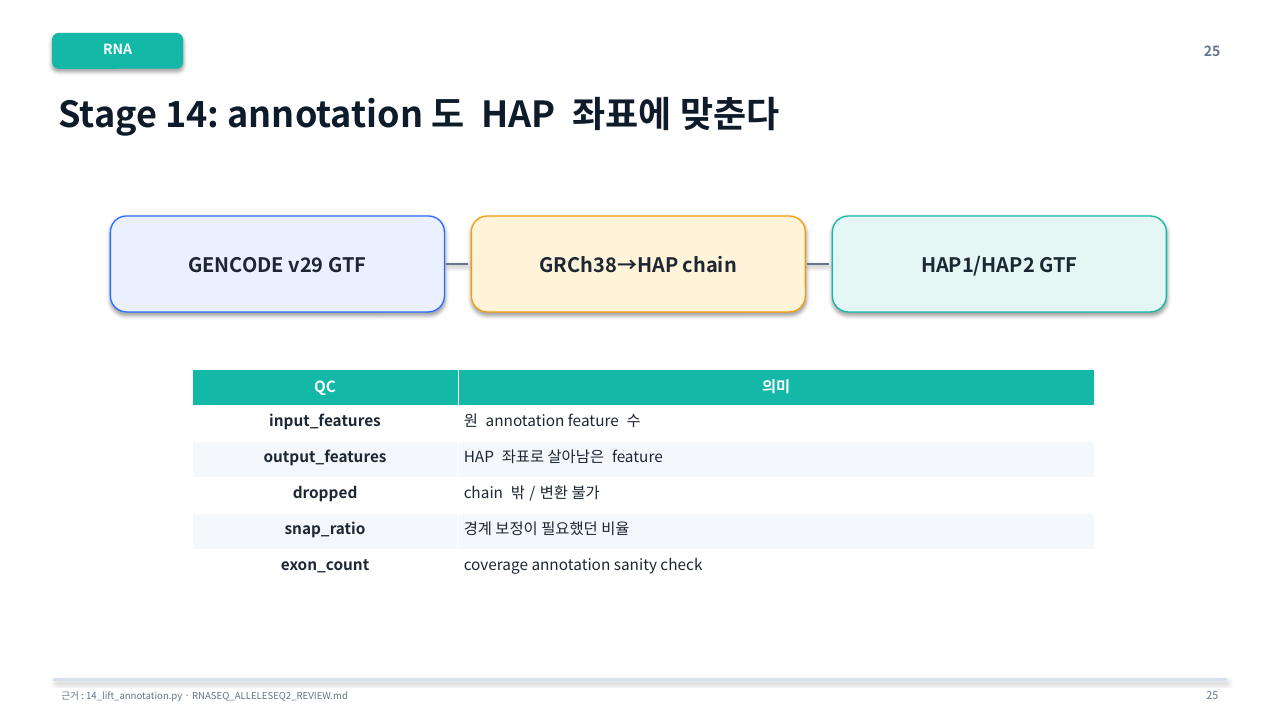 RNA
25
Stage 14: annotation 도 HAP 좌표에 맞춘다
GENCODE v29 GTF
GRCh38→HAP chain
HAP1/HAP2 GTF
QC 의미
input_features 원 annotation feature 수
output_features HAP 좌표로 살아남은 feature
dropped chain 밖 / 변환 불가
snap_ratio 경계 보정이 필요했던 비율
exon_count coverage annotation sanity check
근거 : 14_lift_annotation.py · RNASEQ_ALLELESEQ2_REVIEW.md
25